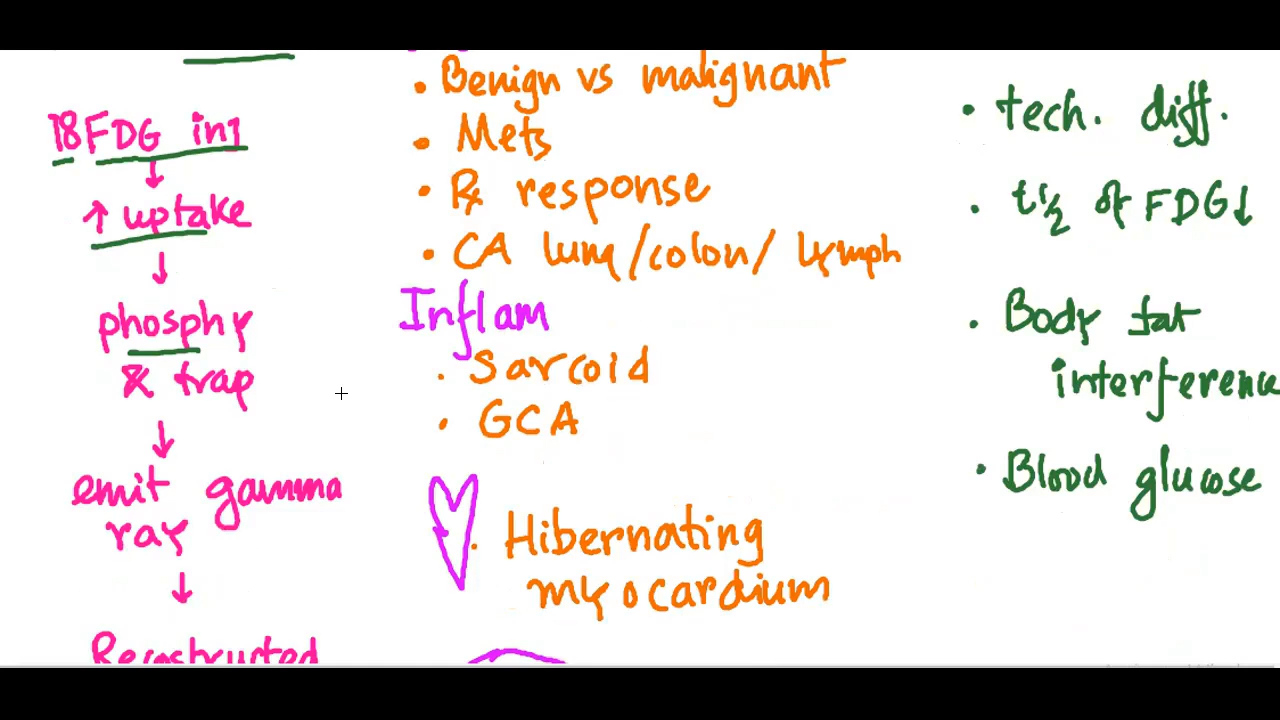 18FDG inj
↓
↑ uptake
↓
phosphy
& trap
↓
emit gamma
ray
↓
Recostructed
• Benign vs malignant
• Mets
• Rx response
• CA lung/colon/ Lymph
Inflam
• Sarcoid
• GCA
• Hibernating
myocardium
• tech. diff.
• t½ of FDG↓
• Body fat
interference
• Blood glucose